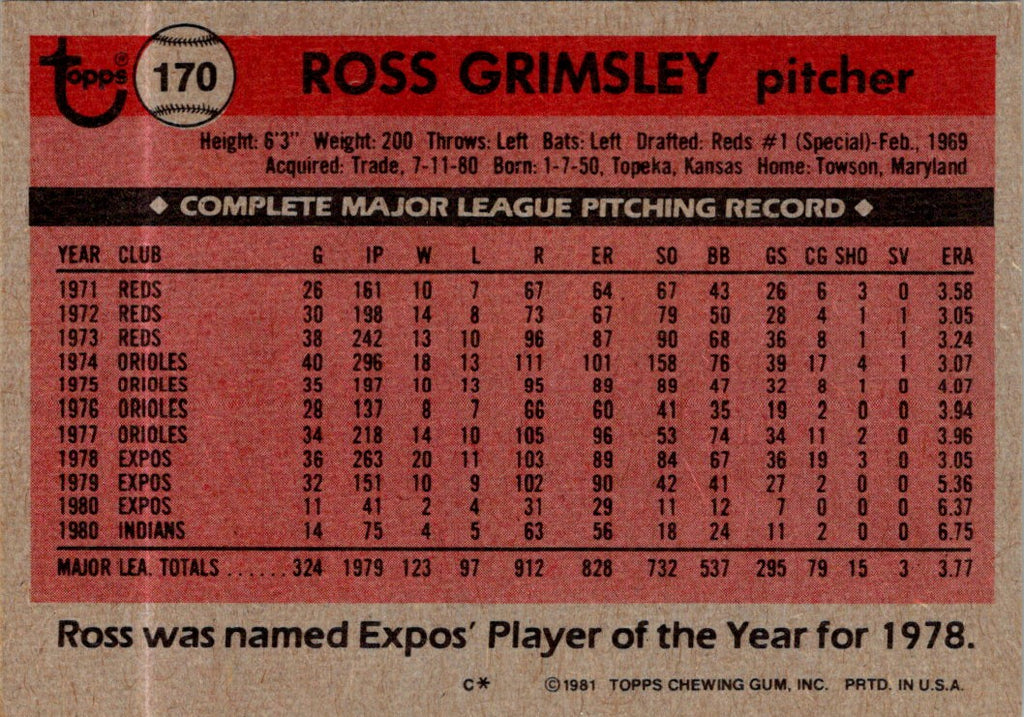 Topps® 170 ROSS GRIMSLEY pitcher
Height: 6'3" Weight: 200 Throws: Left Bats: Left Drafted: Reds #1 (Special)-Feb., 1969
Acquired: Trade, 7-11-80 Born: 1-7-50, Topeka, Kansas Home: Towson, Maryland
◆ COMPLETE MAJOR LEAGUE PITCHING RECORD ◆
YEAR CLUB G IP W L R ER SO BB GS CG SHO SV ERA
1971 REDS 26 161 10 7 67 64 67 43 26 6 3 0 3.58
1972 REDS 30 198 14 8 73 67 79 50 28 4 1 1 3.05
1973 REDS 38 242 13 10 96 87 90 68 36 8 1 1 3.24
1974 ORIOLES 40 296 18 13 111 101 158 76 39 17 4 1 3.07
1975 ORIOLES 35 197 10 13 95 89 89 47 32 8 1 0 4.07
1976 ORIOLES 28 137 8 7 66 60 41 35 19 2 0 0 3.94
1977 ORIOLES 34 218 14 10 105 96 53 74 34 11 2 0 3.96
1978 EXPOS 36 263 20 11 103 89 84 67 36 19 3 0 3.05
1979 EXPOS 32 151 10 9 102 90 42 41 27 2 0 0 5.36
1980 EXPOS 11 41 2 4 31 29 11 12 7 0 0 0 6.37
1980 INDIANS 14 75 4 5 63 56 18 24 11 2 0 0 6.75
MAJOR LEA. TOTALS ...... 324 1979 123 97 912 828 732 537 295 79 15 3 3.77
Ross was named Expos' Player of the Year for 1978.
C* ©1981 TOPPS CHEWING GUM, INC. PRTD. IN U.S.A.